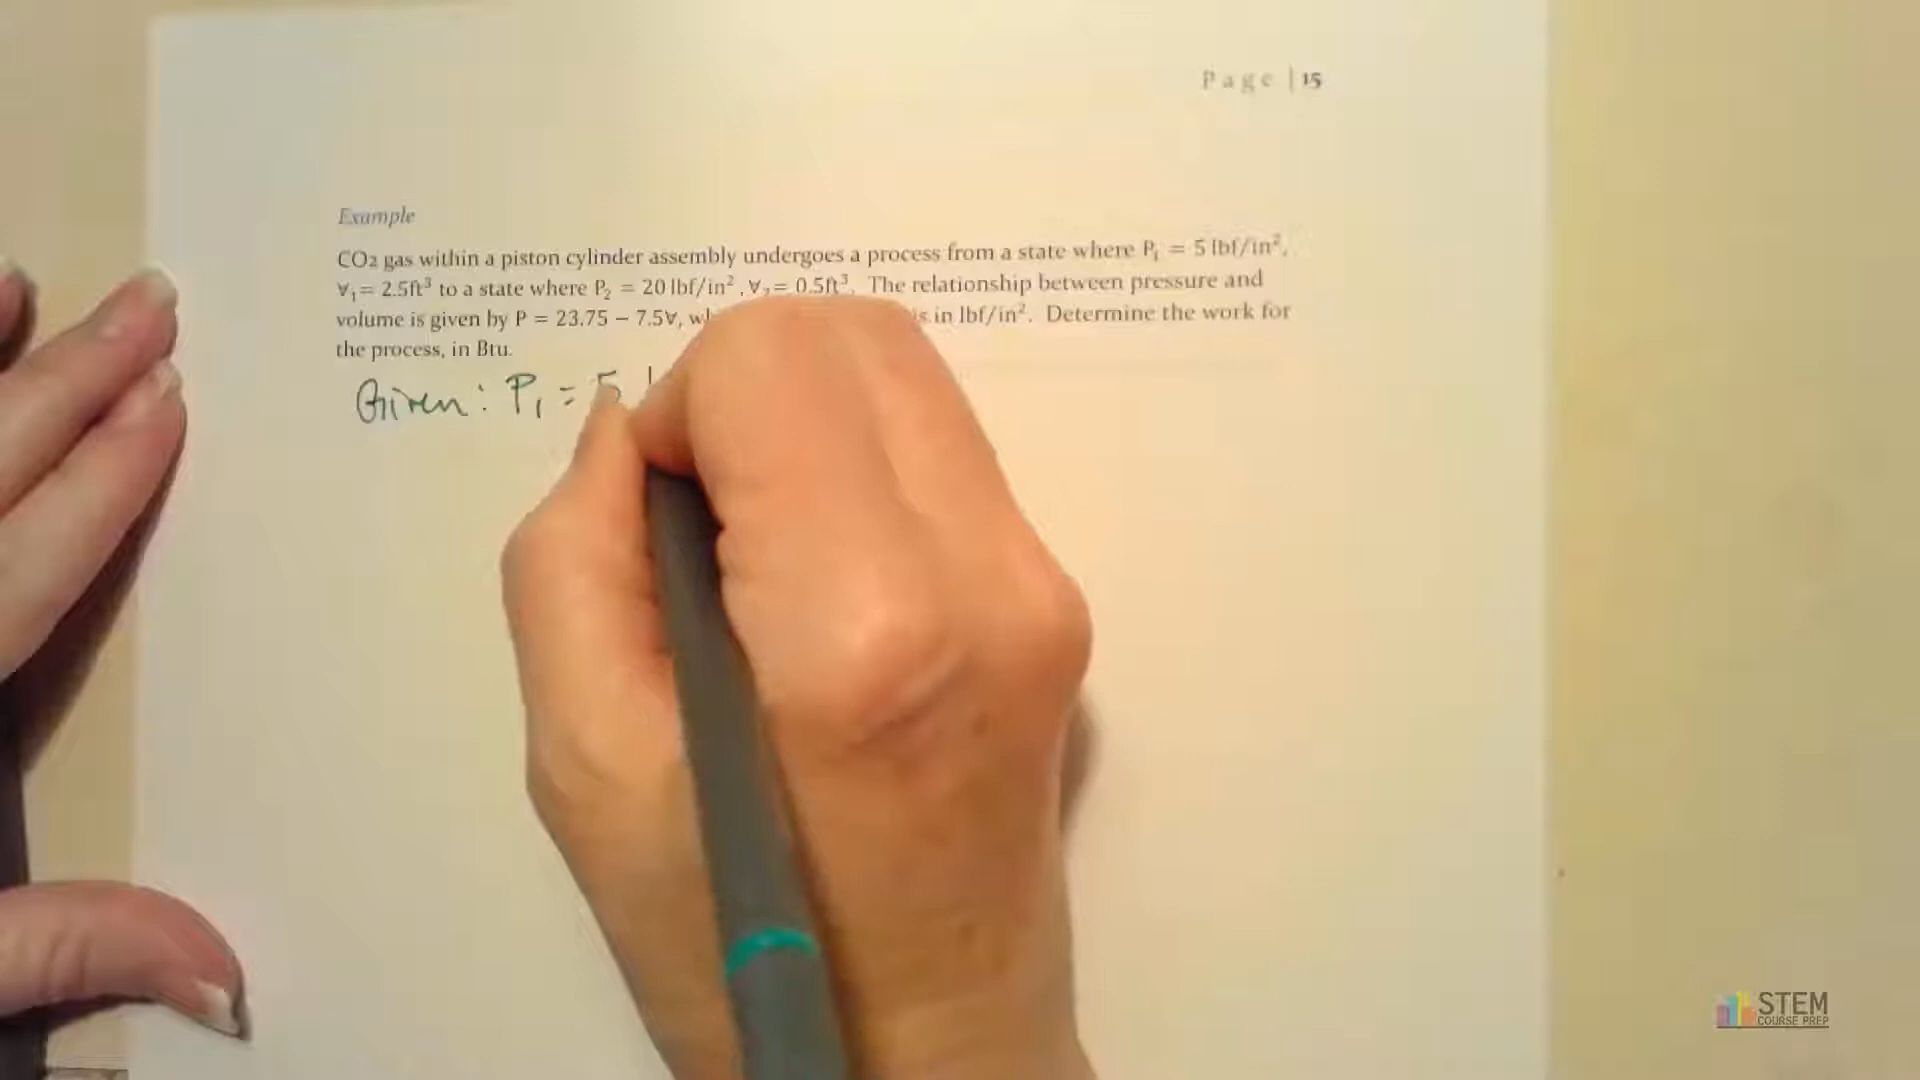 Page | 15
Example
CO2 gas within a piston cylinder assembly undergoes a process from a state where P₁ = 5 lbf/in²,
∀₁= 2.5ft³ to a state where P₂ = 20 lbf/in², ∀₂= 0.5ft³. The relationship between pressure and
volume is given by P = 23.75 – 7.5∀, is in lbf/in². Determine the work for
the process, in Btu.
Given: P₁ = 5
STEM
COURSE PREP